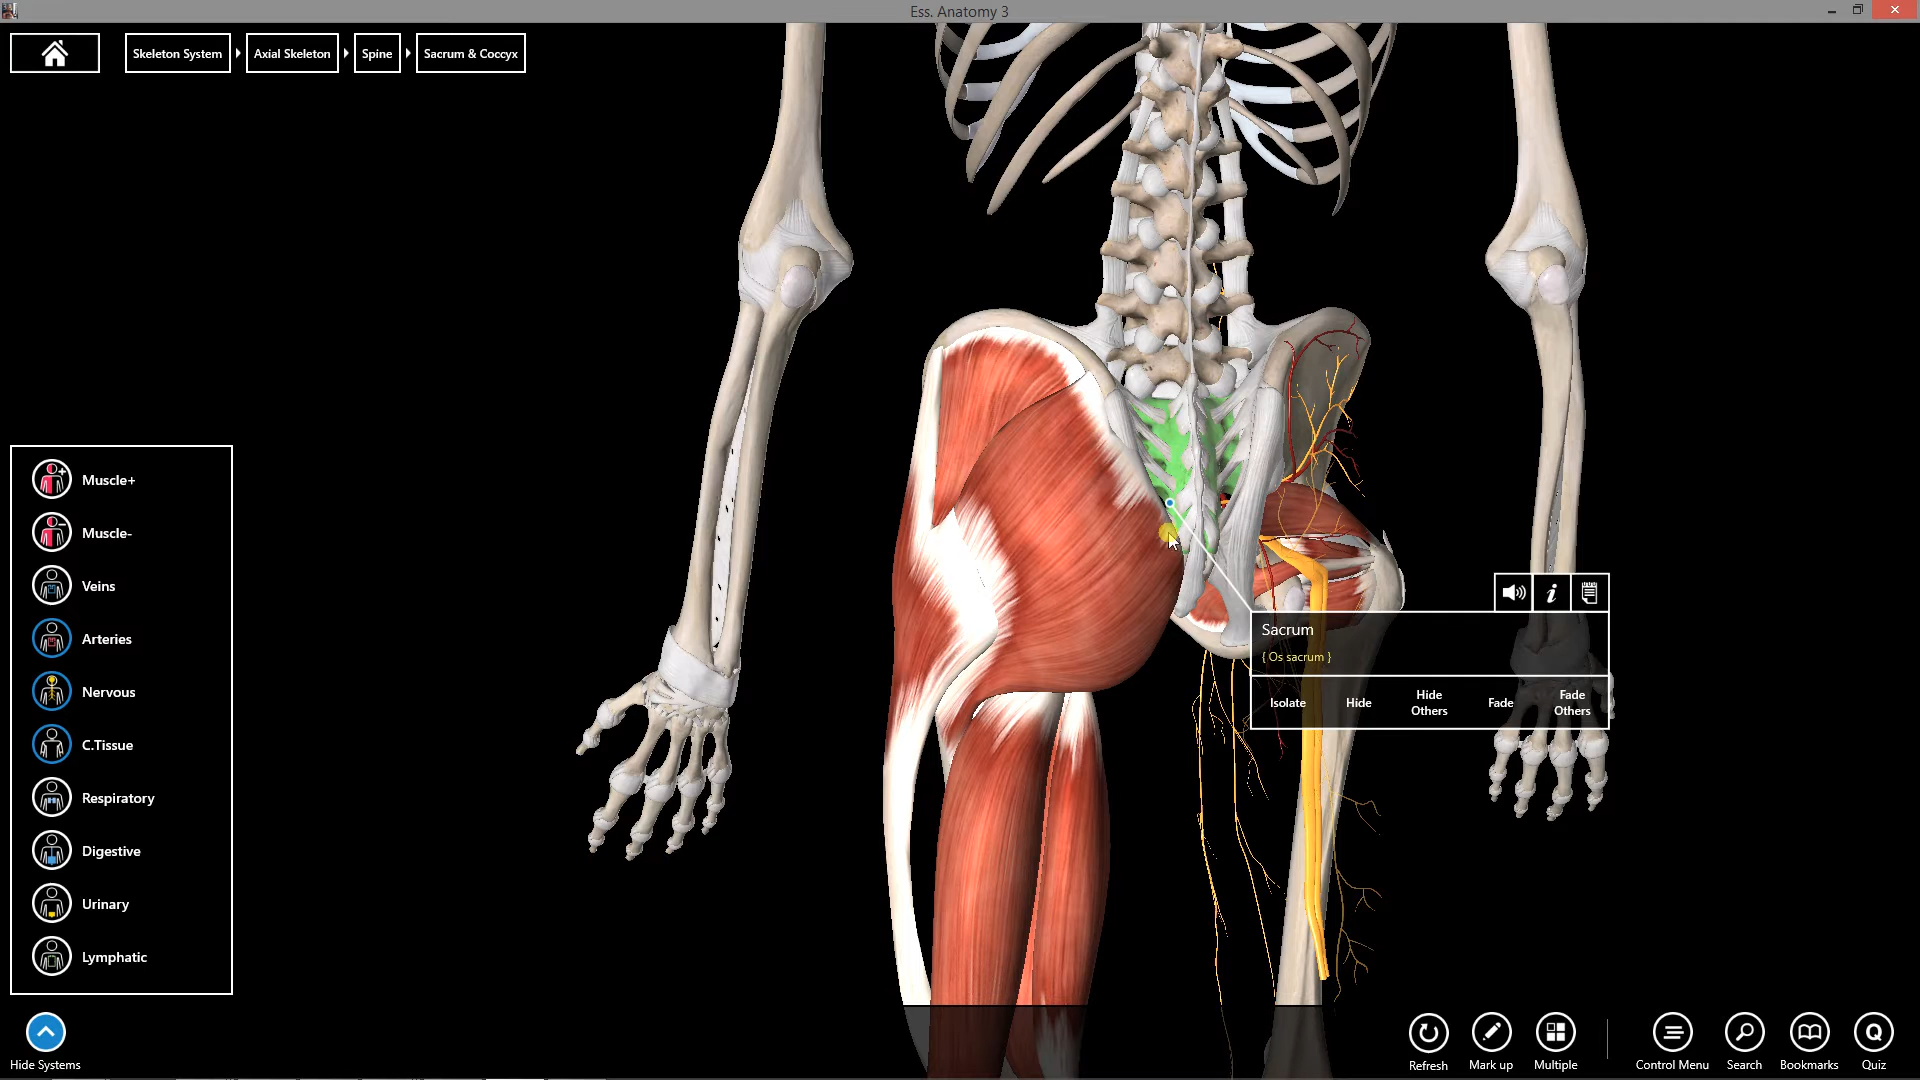 Ess. Anatomy 3
Skeleton System
Axial Skeleton
Spine
Sacrum & Coccyx
Muscle+
Muscle-
Veins
Arteries
Nervous
C.Tissue
Respiratory
Digestive
Urinary
Lymphatic
Hide Systems
Sacrum
{ Os sacrum }
Isolate
Hide
Hide
Others
Fade
Fade
Others
Refresh
Mark up
Multiple
Control Menu
Search
Bookmarks
Quiz